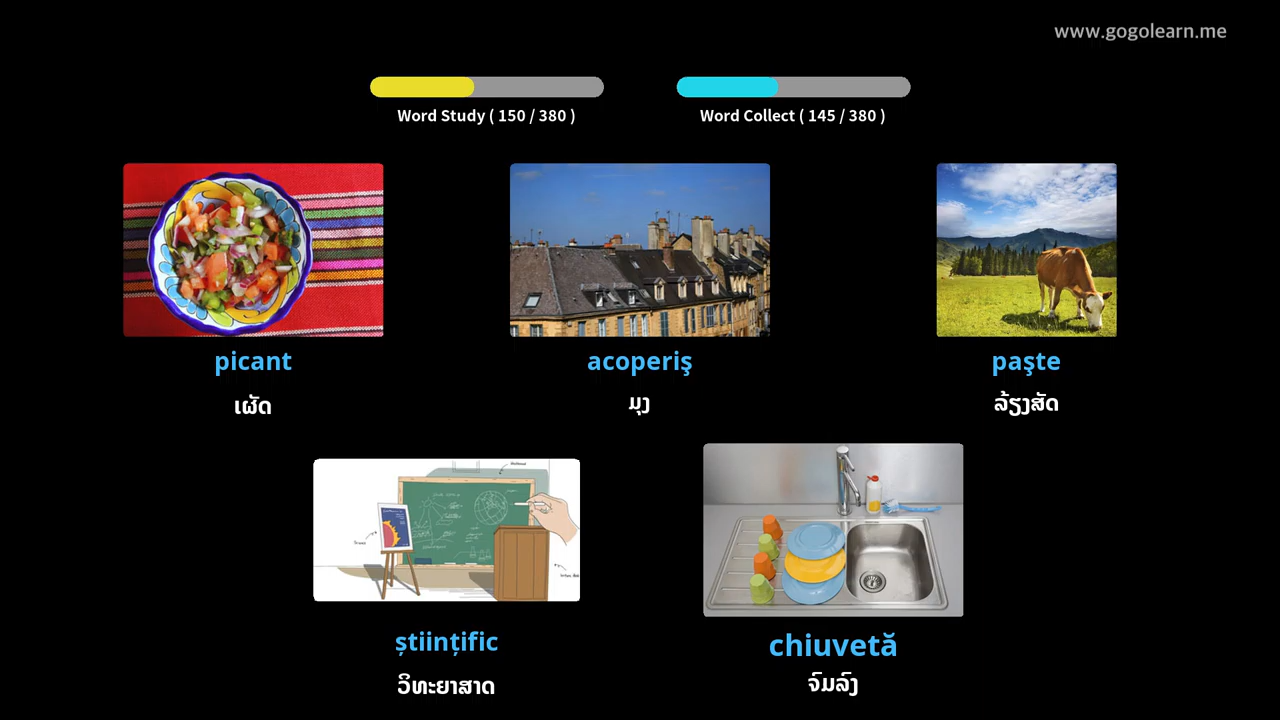 www.gogolearn.me
Word Study ( 150 / 380 )
Word Collect ( 145 / 380 )
picant
ເຜັດ
acoperiş
ມຸງ
paşte
ລ້ຽງສັດ
științific
ວິທະຍາສາດ
chiuvetă
ຈົມລົງ